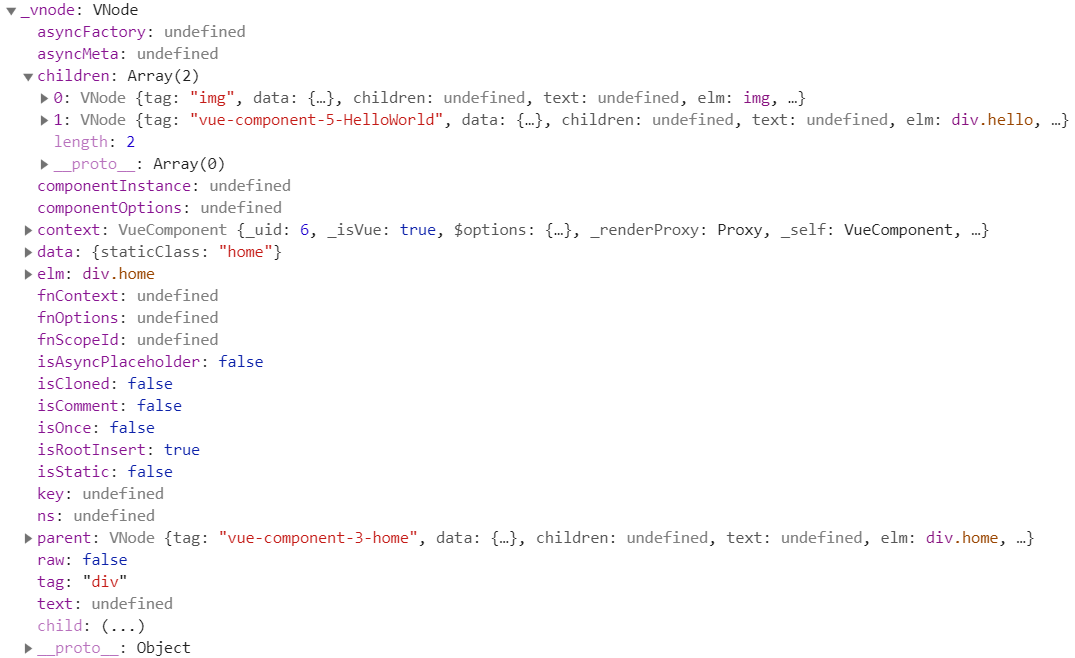 ▼_vnode: VNode
asyncFactory: undefined
asyncMeta: undefined
▼children: Array(2)
▶0: VNode {tag: "img", data: {…}, children: undefined, text: undefined, elm: img, …}
▶1: VNode {tag: "vue-component-5-HelloWorld", data: {…}, children: undefined, text: undefined, elm: div.hello, …}
length: 2
▶__proto__: Array(0)
componentInstance: undefined
componentOptions: undefined
▶context: VueComponent {_uid: 6, _isVue: true, $options: {…}, _renderProxy: Proxy, _self: VueComponent, …}
▶data: {staticClass: "home"}
▶elm: div.home
fnContext: undefined
fnOptions: undefined
fnScopeId: undefined
isAsyncPlaceholder: false
isCloned: false
isComment: false
isOnce: false
isRootInsert: true
isStatic: false
key: undefined
ns: undefined
▶parent: VNode {tag: "vue-component-3-home", data: {…}, children: undefined, text: undefined, elm: div.home, …}
raw: false
tag: "div"
text: undefined
child: (...)
▶__proto__: Object